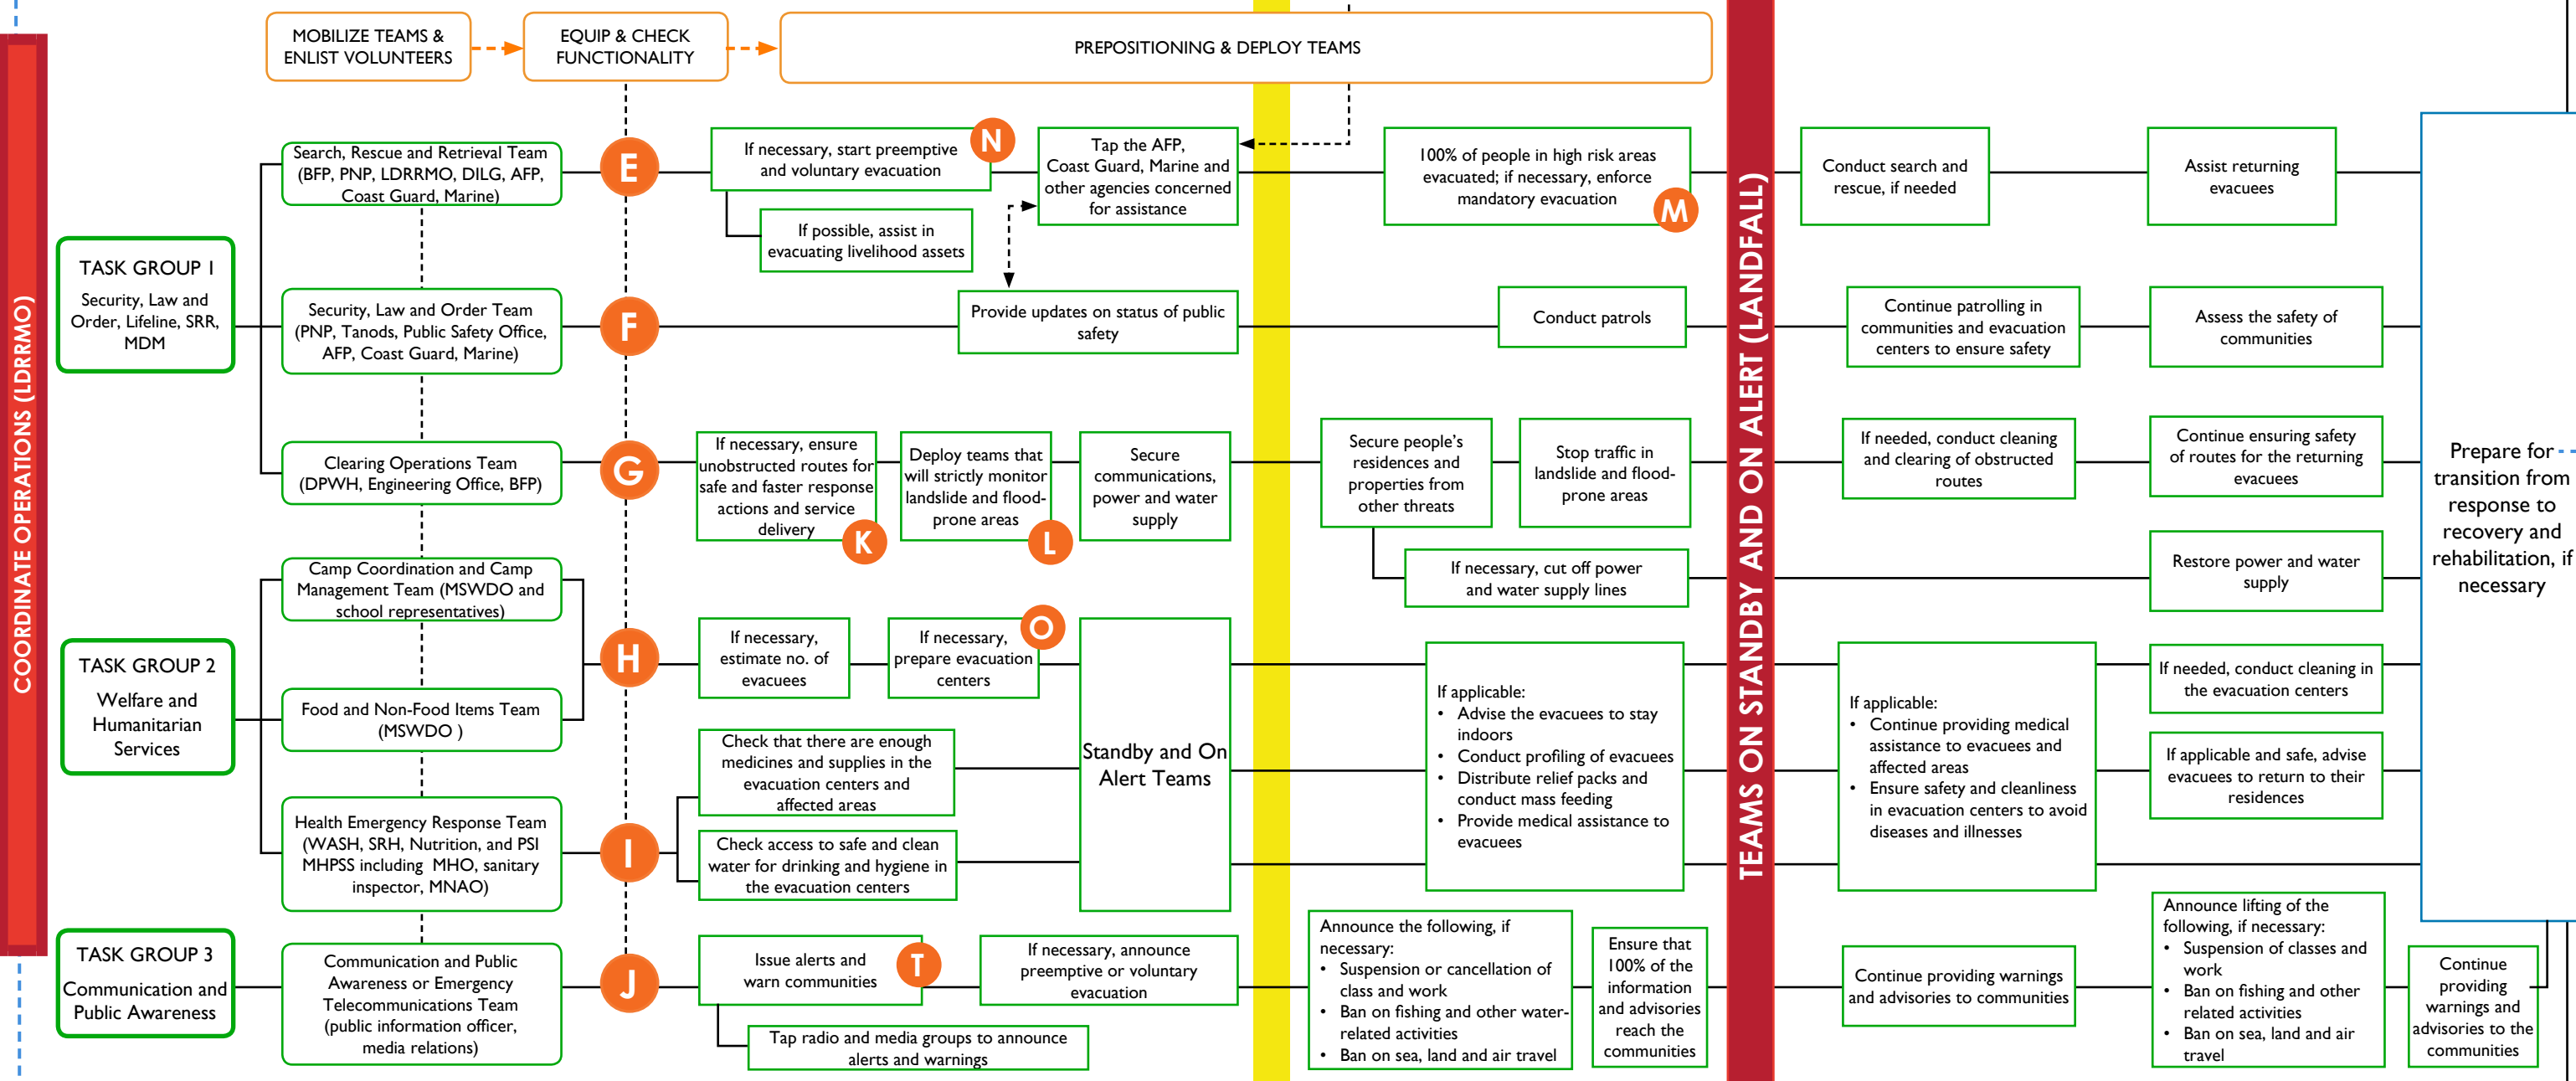 MOBILIZE TEAMS &
ENLIST VOLUNTEERS
EQUIP & CHECK
FUNCTIONALITY
PREPOSITIONING & DEPLOY TEAMS
COORDINATE OPERATIONS (LDRRMO)
TASK GROUP 1
Security, Law and
Order, Lifeline, SRR,
MDM
Search, Rescue and Retrieval Team
(BFP, PNP, LDRRMO, DILG, AFP,
Coast Guard, Marine)
E
If necessary, start preemptive
and voluntary evacuation
N
If possible, assist in
evacuating livelihood assets
Tap the AFP,
Coast Guard, Marine and
other agencies concerned
for assistance
100% of people in high risk areas
evacuated; if necessary, enforce
mandatory evacuation
M
Conduct search and
rescue, if needed
Assist returning
evacuees
Security, Law and Order Team
(PNP, Tanods, Public Safety Office,
AFP, Coast Guard, Marine)
F
Provide updates on status of public
safety
Conduct patrols
Continue patrolling in
communities and evacuation
centers to ensure safety
Assess the safety of
communities
Clearing Operations Team
(DPWH, Engineering Office, BFP)
G
If necessary, ensure
unobstructed routes for
safe and faster response
actions and service
delivery
K
Deploy teams that
will strictly monitor
landslide and flood-
prone areas
L
Secure
communications,
power and water
supply
Secure people's
residences and
properties from
other threats
Stop traffic in
landslide and flood-
prone areas
If necessary, cut off power
and water supply lines
If needed, conduct cleaning
and clearing of obstructed
routes
Continue ensuring safety
of routes for the returning
evacuees
Restore power and water
supply
TASK GROUP 2
Welfare and
Humanitarian
Services
Camp Coordination and Camp
Management Team (MSWDO and
school representatives)
Food and Non-Food Items Team
(MSWDO )
H
If necessary,
estimate no. of
evacuees
If necessary,
prepare evacuation
centers
O
Health Emergency Response Team
(WASH, SRH, Nutrition, and PSI
MHPSS including  MHO, sanitary
inspector, MNAO)
I
Check that there are enough
medicines and supplies in the
evacuation centers and
affected areas
Check access to safe and clean
water for drinking and hygiene in
the evacuation centers
Standby and On
Alert Teams
If applicable:
• Advise the evacuees to stay
indoors
• Conduct profiling of evacuees
• Distribute relief packs and
conduct mass feeding
• Provide medical assistance to
evacuees
TEAMS ON STANDBY AND ON ALERT (LANDFALL)
If applicable:
• Continue providing medical
assistance to evacuees and
affected areas
• Ensure safety and cleanliness
in evacuation centers to avoid
diseases and illnesses
If needed, conduct cleaning in
the evacuation centers
If applicable and safe, advise
evacuees to return to their
residences
Prepare for
transition from
response to
recovery and
rehabilitation, if
necessary
TASK GROUP 3
Communication and
Public Awareness
Communication and Public
Awareness or Emergency
Telecommunications Team
(public information officer,
media relations)
J
Issue alerts and
warn communities
T
Tap radio and media groups to announce
alerts and warnings
If necessary, announce
preemptive or voluntary
evacuation
Announce the following, if
necessary:
• Suspension or cancellation of
class and work
• Ban on fishing and other water-
related activities
• Ban on sea, land and air travel
Ensure that
100% of the
information
and advisories
reach the
communities
Continue providing warnings
and advisories to communities
Announce lifting of the
following, if necessary:
• Suspension of classes and
work
• Ban on fishing and other
related activities
• Ban on sea, land and air
travel
Continue
providing
warnings and
advisories to the
communities